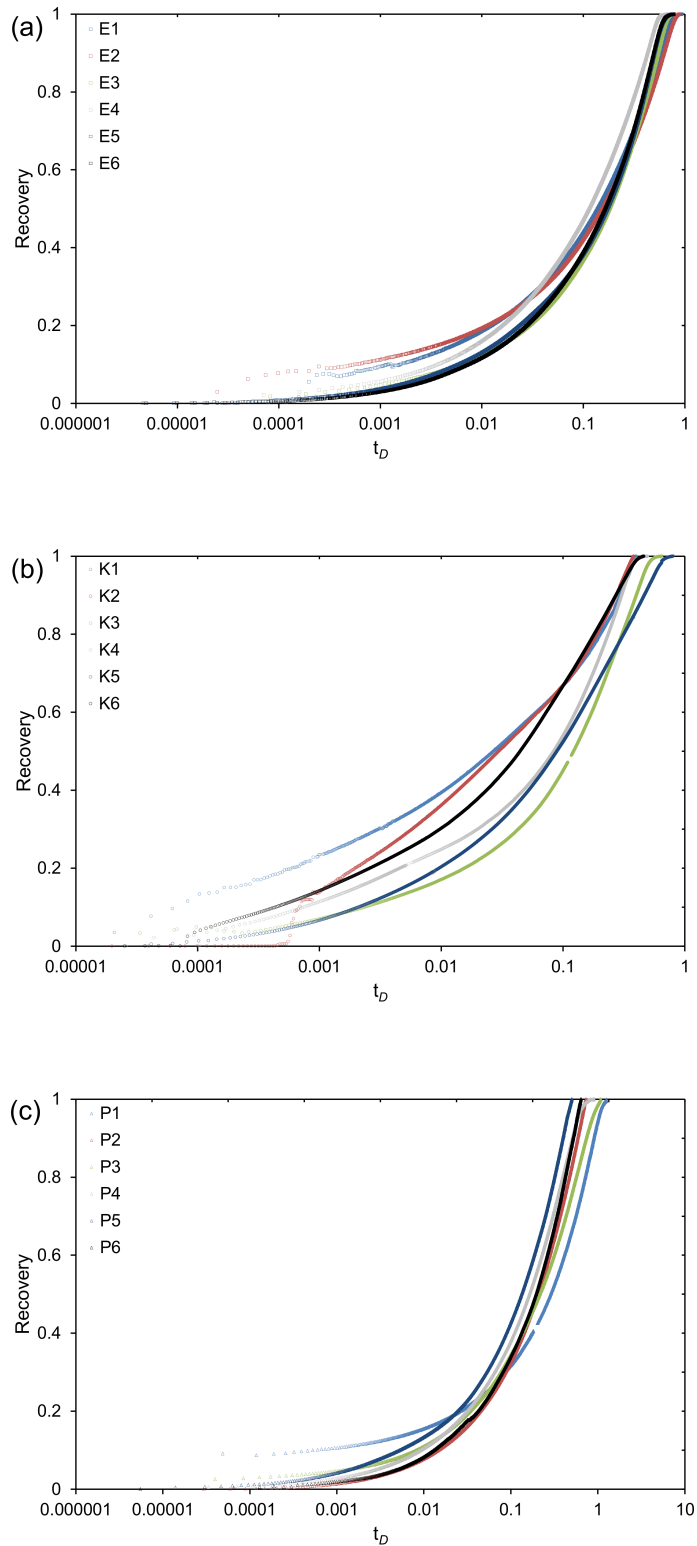 (a)
1
0.8
0.6
0.4
0.2
0
Recovery
E1
E2
E3
E4
E5
E6
0.000001 0.00001 0.0001 0.001 0.01 0.1 1
tD
(b)
1
0.8
0.6
0.4
0.2
0
Recovery
K1
K2
K3
K4
K5
K6
0.00001 0.0001 0.001 0.01 0.1 1
tD
(c)
1
0.8
0.6
0.4
0.2
0
Recovery
P1
P2
P3
P4
P5
P6
0.000001 0.00001 0.0001 0.001 0.01 0.1 1 10
tD